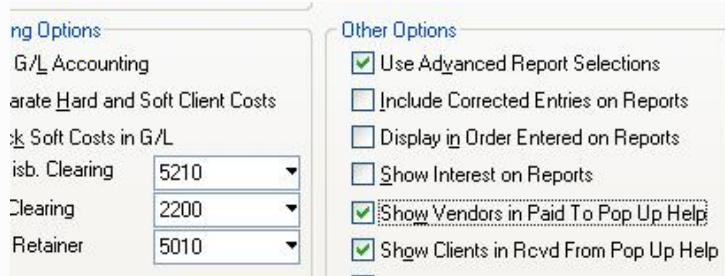 ng Options
G/L Accounting
arate Hard and Soft Client Costs
ck Soft Costs in G/L
isb. Clearing 5210
Clearing 2200
Retainer 5010
Other Options
Use Advanced Report Selections
Include Corrected Entries on Reports
Display in Order Entered on Reports
Show Interest on Reports
Show Vendors in Paid To Pop Up Help
Show Clients in Rcvd From Pop Up Help